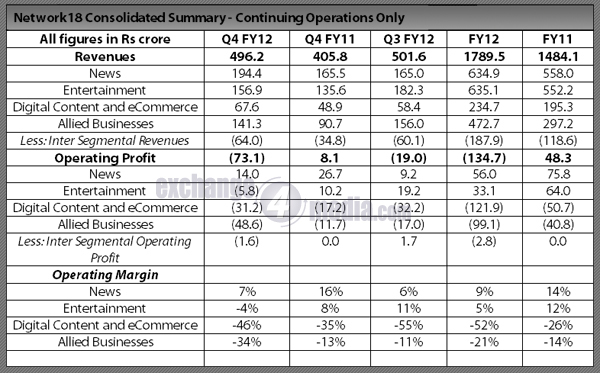 Network18 Consolidated Summary - Continuing Operations Only
All figures in Rs crore Q4 FY12 Q4 FY11 Q3 FY12 FY12 FY11
Revenues 496.2 405.8 501.6 1789.5 1484.1
News 194.4 165.5 165.0 634.9 558.0
Entertainment 156.9 135.6 182.3 635.1 552.2
Digital Content and eCommerce 67.6 48.9 58.4 234.7 195.3
Allied Businesses 141.3 90.7 156.0 472.7 297.2
Less: Inter Segmental Revenues (64.0) (34.8) (60.1) (187.9) (118.6)
Operating Profit (73.1) 8.1 (19.0) (134.7) 48.3
News 14.0 26.7 9.2 56.0 75.8
Entertainment (5.8) 10.2 19.2 33.1 64.0
Digital Content and eCommerce (31.2) (17.2) (32.2) (121.9) (50.7)
Allied Businesses (48.6) (11.7) (17.0) (99.1) (40.8)
Less: Inter Segmental Operating
Profit (1.6) 0.0 1.7 (2.8) 0.0
Operating Margin
News 7% 16% 6% 9% 14%
Entertainment -4% 8% 11% 5% 12%
Digital Content and eCommerce -46% -35% -55% -52% -26%
Allied Businesses -34% -13% -11% -21% -14%
exchange4media.com